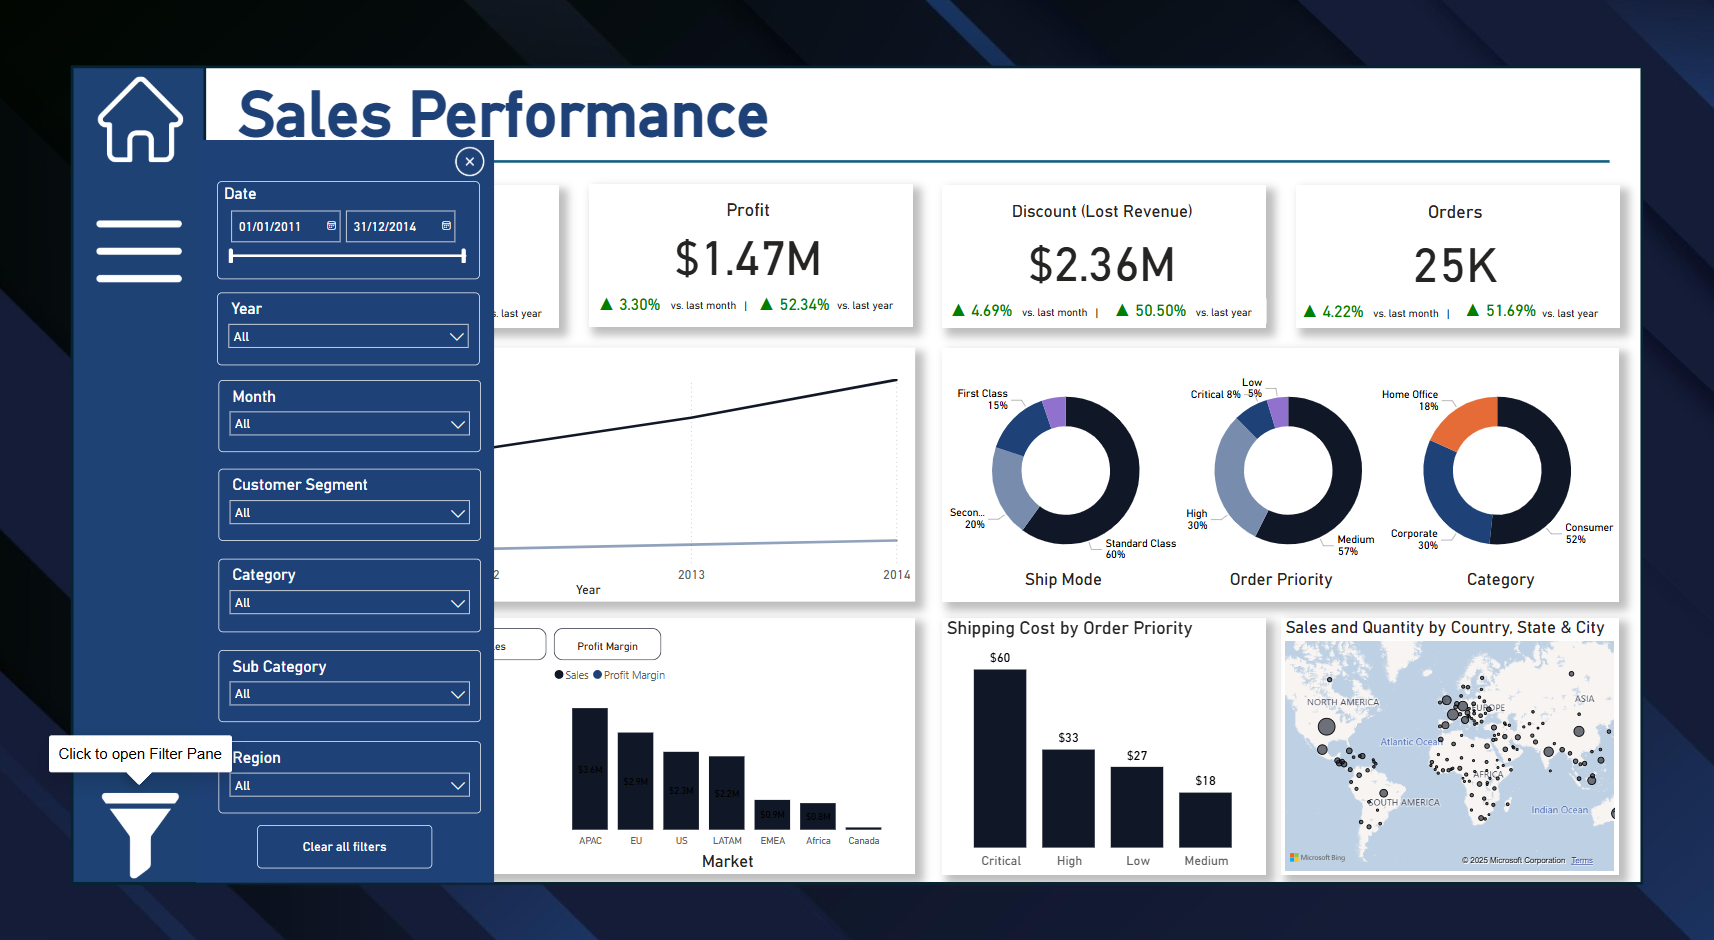 Sales Performance
Date
01/01/2011
31/12/2014
Year
All
Month
All
Customer Segment
All
Category
All
Sub Category
All
Region
All
Clear all filters
Click to open Filter Pane
s. last year
Profit
$1.47M
▲ 3.30% vs. last month | ▲ 52.34% vs. last year
Discount (Lost Revenue)
$2.36M
▲ 4.69% vs. last month | ▲ 50.50% vs. last year
Orders
25K
▲ 4.22% vs. last month | ▲ 51.69% vs. last year
2
2013
2014
Year
First Class
15%
Secon...
20%
Standard Class
60%
Ship Mode
Low
5%
Critical 8%
High
30%
Medium
57%
Order Priority
Home Office
18%
Corporate
30%
Consumer
52%
Category
es
Profit Margin
Sales
Profit Margin
$2.9M
$2.2M
$0.9M
APAC
EU
US
LATAM
EMEA
Africa
Canada
Market
Shipping Cost by Order Priority
$60
$33
$27
$18
Critical
High
Low
Medium
Sales and Quantity by Country, State & City
NORTH AMERICA
EUROPE
ASIA
Atlantic Ocean
AFRICA
SOUTH AMERICA
Indian Ocean
Microsoft Bing
© 2025 Microsoft Corporation
Terms